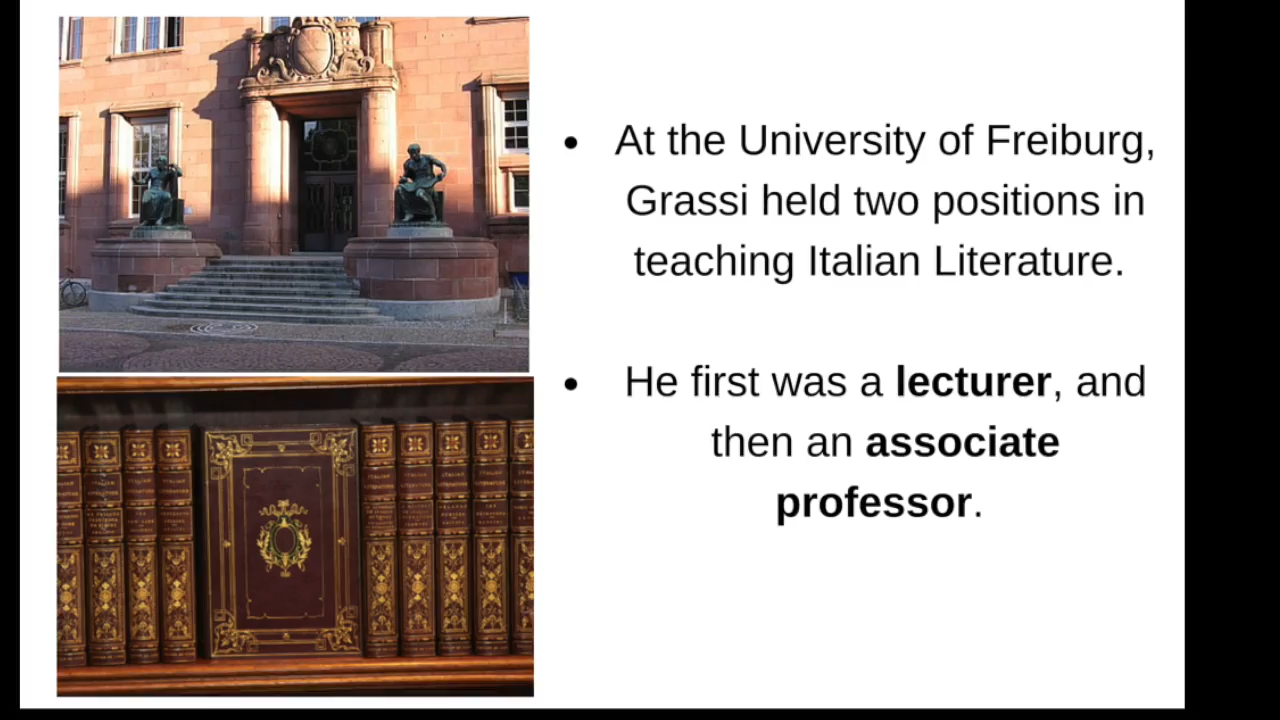 • At the University of Freiburg,
Grassi held two positions in
teaching Italian Literature.
• He first was a lecturer, and
then an associate
professor.